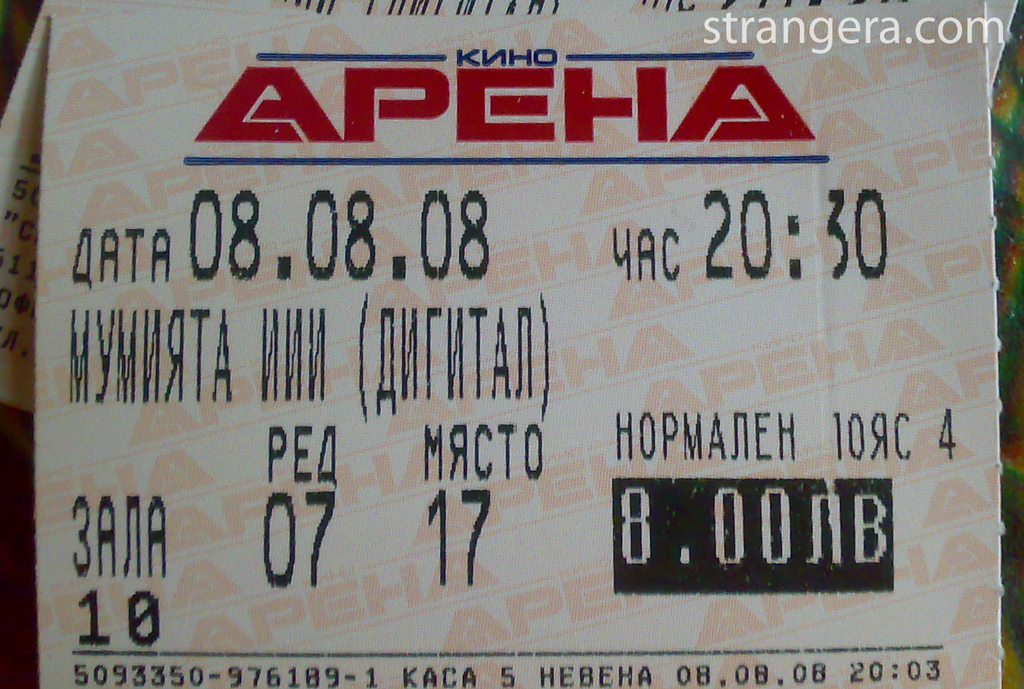 strangera.com
КИНО
АРЕНА
ДАТА 08.08.08 ЧАС 20:30
МУМИЯТА ИИИ (ДИГИТАЛ)
РЕД МЯСТО НОРМАЛЕН ПОЯС 4
ЗАЛА 07 17 8.00ЛВ
10
5093350-976189-1 КАСА 5 НЕВЕНА 08.08.08 20:03